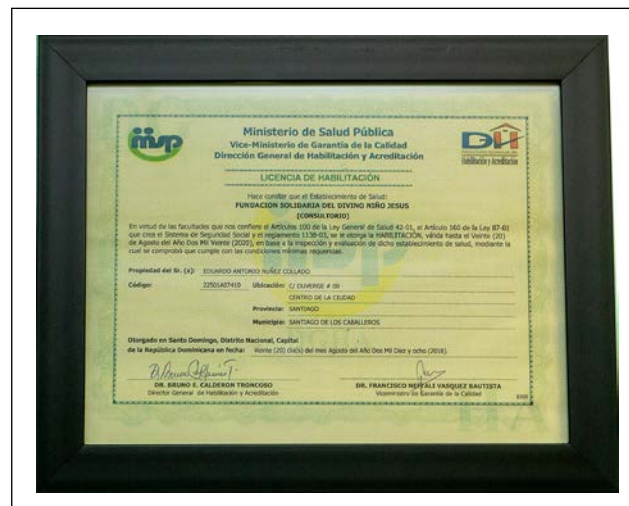 msp
Ministerio de Salud Pública
Vice-Ministerio de Garantía de la Calidad
Dirección General de Habilitación y Acreditación
Habilitación y Acreditación
LICENCIA DE HABILITACIÓN
Hace constar que el Establecimiento de Salud:
FUNDACION SOLIDARIA DEL DIVINO NIÑO JESUS
(CONSULTORIO)
En virtud de las facultades que nos confiere el Artículos 100 de la Ley General de Salud 42-01, el Artículo 160 de la Ley 87-01
que crea el Sistema de Seguridad Social y el reglamento 1138-03, se le otorga la HABILITACIÓN, válida hasta el Veinte (20)
de Agosto del Año Dos Mil Veinte (2020), en base a la inspección y evaluación de dicho establecimiento de salud, mediante la
cual se comprobó que cumple con las condiciones mínimas requeridas.
Propiedad del Sr. (a): EDUARDO ANTONIO NUÑEZ COLLADO
Código: 22501A07410 Ubicación: C/ DUVERGE # 08
CENTRO DE LA CIUDAD
Provincia: SANTIAGO
Municipio: SANTIAGO DE LOS CABALLEROS
Otorgado en Santo Domingo, Distrito Nacional, Capital
de la República Dominicana en fecha: Veinte (20) día(s) del mes Agosto del Año Dos Mil Diez y ocho (2018).
DR. BRUNO E. CALDERON TRONCOSO
Director General de Habilitación y Acreditación
DR. FRANCISCO NEFTALI VASQUEZ BAUTISTA
Viceministro de Garantía de la Calidad